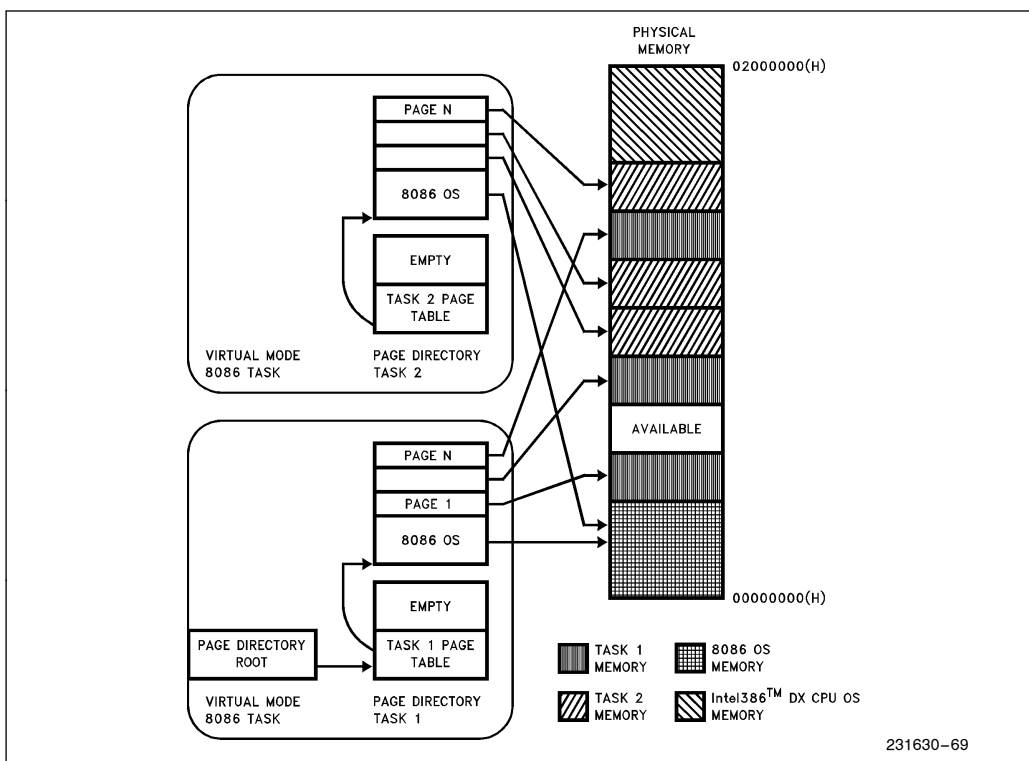 PHYSICAL
MEMORY
02000000(H)
PAGE N
8086 OS
EMPTY
TASK 2 PAGE
TABLE
VIRTUAL MODE
8086 TASK
PAGE DIRECTORY
TASK 2
AVAILABLE
PAGE N
PAGE 1
8086 OS
EMPTY
TASK 1 PAGE
TABLE
PAGE DIRECTORY
ROOT
VIRTUAL MODE
8086 TASK
PAGE DIRECTORY
TASK 1
00000000(H)
TASK 1
MEMORY
8086 OS
MEMORY
TASK 2
MEMORY
Intel386™ DX CPU OS
MEMORY
231630–69